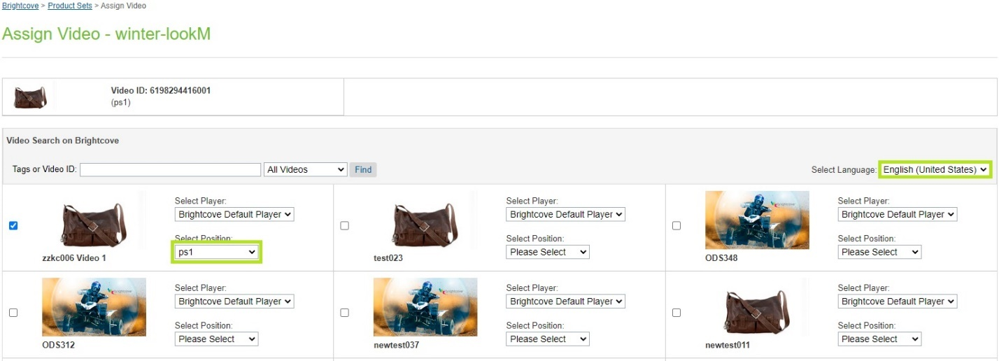 Brightcove > Product Sets > Assign Video
Assign Video - winter-lookM
Video ID: 6198294416001
(ps1)
Video Search on Brightcove
Tags or Video ID: All Videos Find Select Language: English (United States)
Select Player:
Brightcove Default Player
Select Position:
ps1
zzkc006 Video 1
Select Player:
Brightcove Default Player
Select Position:
Please Select
test023
brightcove
Select Player:
Brightcove Default Player
Select Position:
Please Select
ODS348
brightcove
Select Player:
Brightcove Default Player
Select Position:
Please Select
ODS312
brightcove
Select Player:
Brightcove Default Player
Select Position:
Please Select
newtest037
Select Player:
Brightcove Default Player
Select Position:
Please Select
newtest011